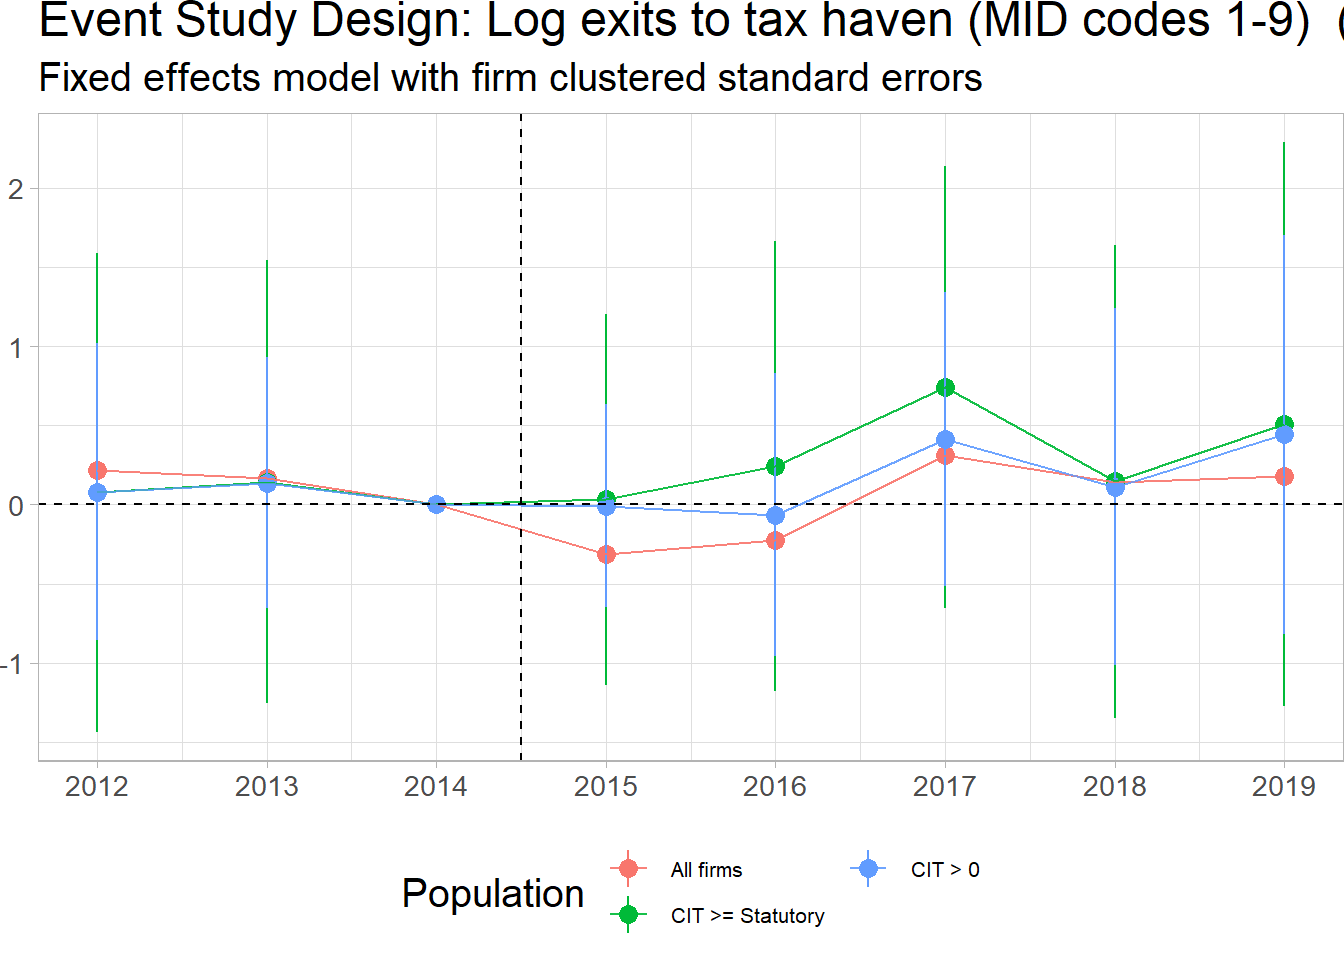 Event Study Design: Log exits to tax haven (MID codes 1-9) (
Fixed effects model with firm clustered standard errors
2
1
0
-1
2012 2013 2014 2015 2016 2017 2018 2019
Population
All firms
CIT > 0
CIT >= Statutory